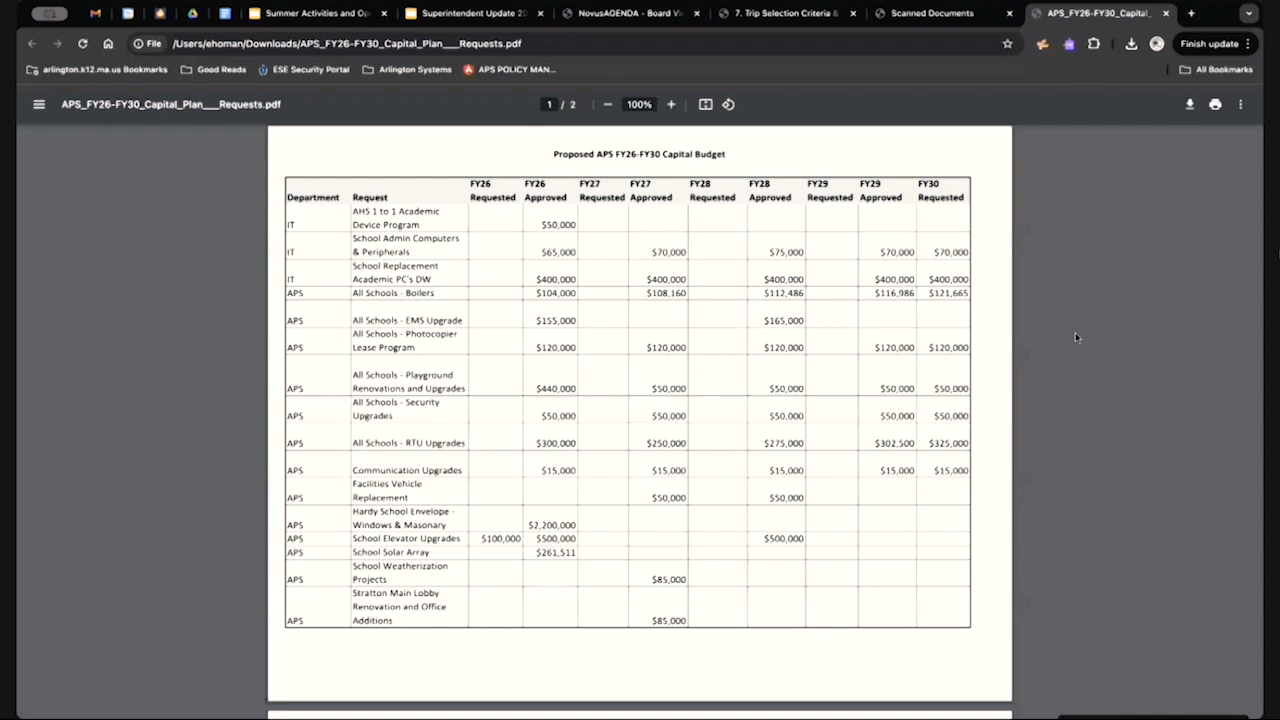 Summer Activities and Op
Superintendent Update 2
NovusAGENDA - Board Vi
7. Trip Selection Criteria &
Scanned Documents
APS_FY26-FY30_Capital_
File /Users/ehoman/Downloads/APS_FY26-FY30_Capital_Plan___Requests.pdf
Finish update
arlington.k12.ma.us Bookmarks Good Reads ESE Security Portal Arlington Systems APS POLICY MAN...
All Bookmarks
APS_FY26-FY30_Capital_Plan___Requests.pdf
1 / 2
100%
Proposed APS FY26-FY30 Capital Budget
FY26 FY26 FY27 FY27 FY28 FY28 FY29 FY29 FY30
Department Request Requested Approved Requested Approved Requested Approved Requested Approved Requested
AHS 1 to 1 Academic
IT Device Program $50,000
School Admin Computers
IT & Peripherals $65,000 $70,000 $75,000 $70,000 $70,000
School Replacement
IT Academic PC's DW $400,000 $400,000 $400,000 $400,000 $400,000
APS All Schools - Boilers $104,000 $108,160 $112,486 $116,986 $121,665
APS All Schools - EMS Upgrade $155,000 $165,000
All Schools - Photocopier
APS Lease Program $120,000 $120,000 $120,000 $120,000 $120,000
All Schools - Playground
APS Renovations and Upgrades $440,000 $50,000 $50,000 $50,000 $50,000
All Schools - Security
APS Upgrades $50,000 $50,000 $50,000 $50,000 $50,000
APS All Schools - RTU Upgrades $300,000 $250,000 $275,000 $302,500 $325,000
APS Communication Upgrades $15,000 $15,000 $15,000 $15,000 $15,000
Facilities Vehicle
APS Replacement $50,000 $50,000
Hardy School Envelope -
APS Windows & Masonary $2,200,000
APS School Elevator Upgrades $100,000 $500,000 $500,000
APS School Solar Array $261,511
School Weatherization
APS Projects $85,000
Stratton Main Lobby
Renovation and Office
APS Additions $85,000